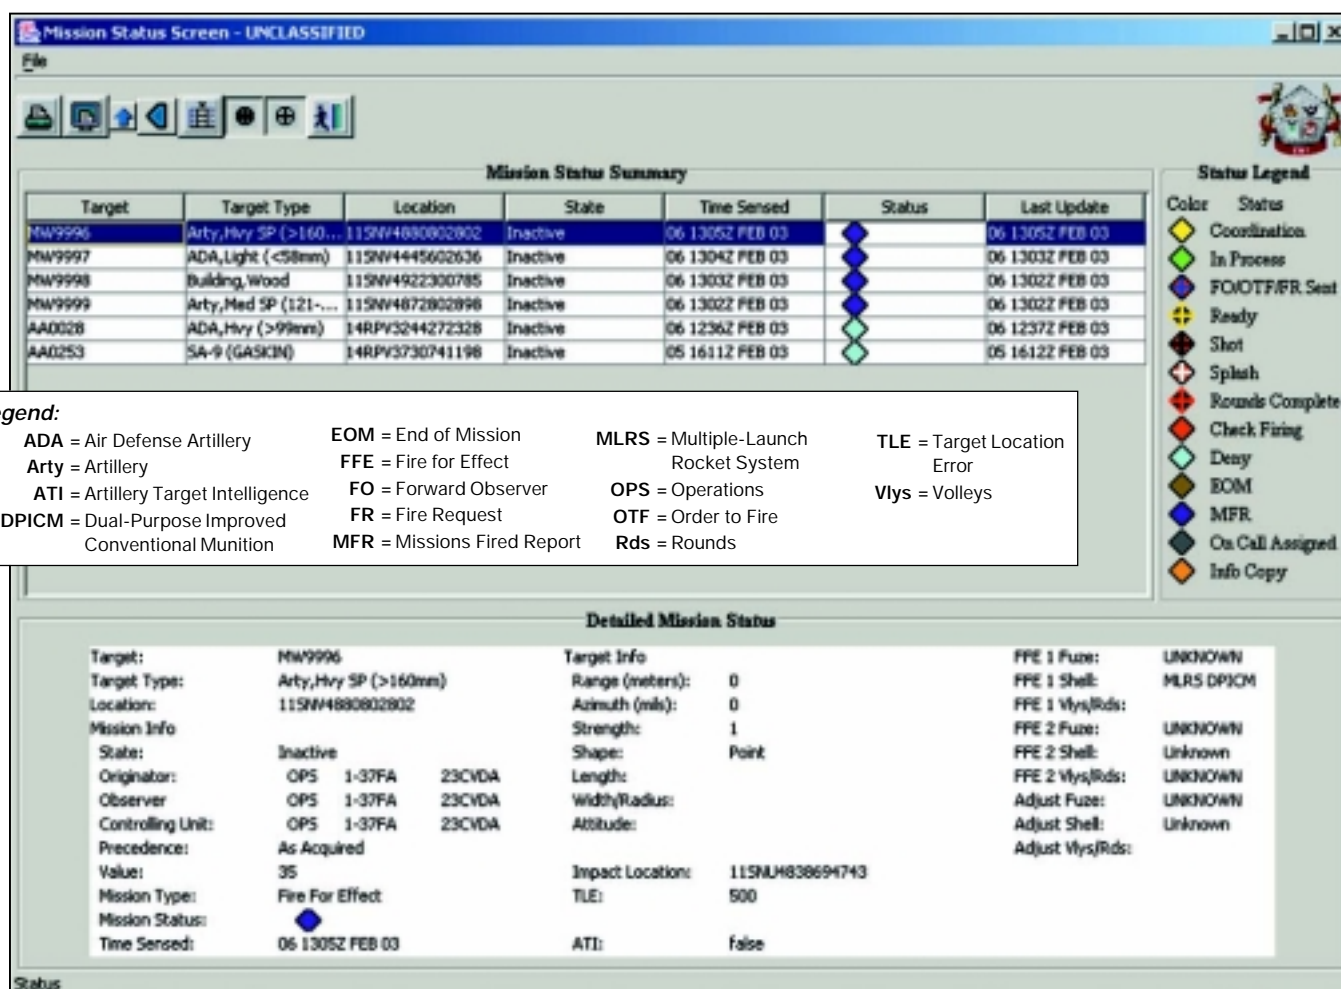 Mission Status Screen - UNCLASSIFIED
File
Mission Status Summary
Target Target Type Location State Time Sensed Status Last Update
MW9996 Arty,Hvy SP (>160... 11SNV4880802802 Inactive 06 1305Z FEB 03 06 1305Z FEB 03
MW9997 ADA,Light (<58mm) 11SNV4445602636 Inactive 06 1304Z FEB 03 06 1303Z FEB 03
MW9998 Building,Wood 11SNV4922300785 Inactive 06 1303Z FEB 03 06 1302Z FEB 03
MW9999 Arty,Med SP (121-... 11SNV4872802898 Inactive 06 1302Z FEB 03 06 1302Z FEB 03
AA0028 ADA,Hvy (>99mm) 14RPV3244272328 Inactive 06 1236Z FEB 03 06 1237Z FEB 03
AA0253 SA-9 (GASKIN) 14RPV3730741198 Inactive 05 1611Z FEB 03 05 1612Z FEB 03
Status Legend
Color Status
Coordination
In Process
FO/OTF/FR Sent
Ready
Shot
Splash
Rounds Complete
Check Firing
Deny
EOM
MFR
On Call Assigned
Info Copy
gend:
ADA = Air Defense Artillery
Arty = Artillery
ATI = Artillery Target Intelligence
DPICM = Dual-Purpose Improved
Conventional Munition
EOM = End of Mission
FFE = Fire for Effect
FO = Forward Observer
FR = Fire Request
MFR = Missions Fired Report
MLRS = Multiple-Launch
Rocket System
OPS = Operations
OTF = Order to Fire
Rds = Rounds
TLE = Target Location
Error
Vlys = Volleys
Detailed Mission Status
Target: MW9996
Target Type: Arty,Hvy SP (>160mm)
Location: 11SNV4880802802
Mission Info
State: Inactive
Originator: OPS 1-37FA 23CVDA
Observer OPS 1-37FA 23CVDA
Controlling Unit: OPS 1-37FA 23CVDA
Precedence: As Acquired
Value: 35
Mission Type: Fire For Effect
Mission Status:
Time Sensed: 06 1305Z FEB 03
Target Info
Range (meters): 0
Azimuth (mils): 0
Strength: 1
Shape: Point
Length:
Width/Radius:
Attitude:
Impact Location: 11SNU4838694743
TLE: 500
ATI: false
FFE 1 Fuze: UNKNOWN
FFE 1 Shell: MLRS DPICM
FFE 1 Vlys/Rds:
FFE 2 Fuze: UNKNOWN
FFE 2 Shell: Unknown
FFE 2 Vlys/Rds: UNKNOWN
Adjust Fuze: UNKNOWN
Adjust Shell: Unknown
Adjust Vlys/Rds:
Status